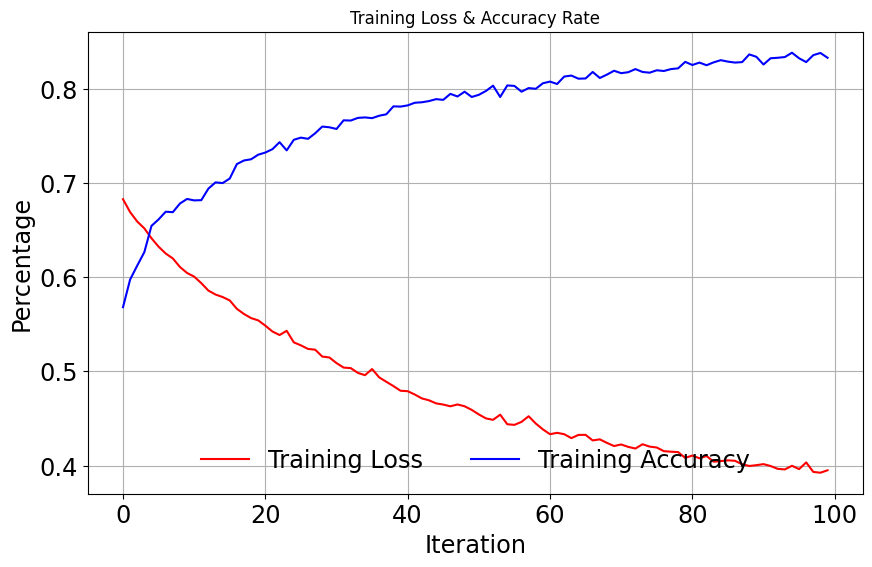 Training Loss & Accuracy Rate
Percentage
0.8
0.7
0.6
0.5
0.4
Training Loss
Training Accuracy
0 20 40 60 80 100
Iteration